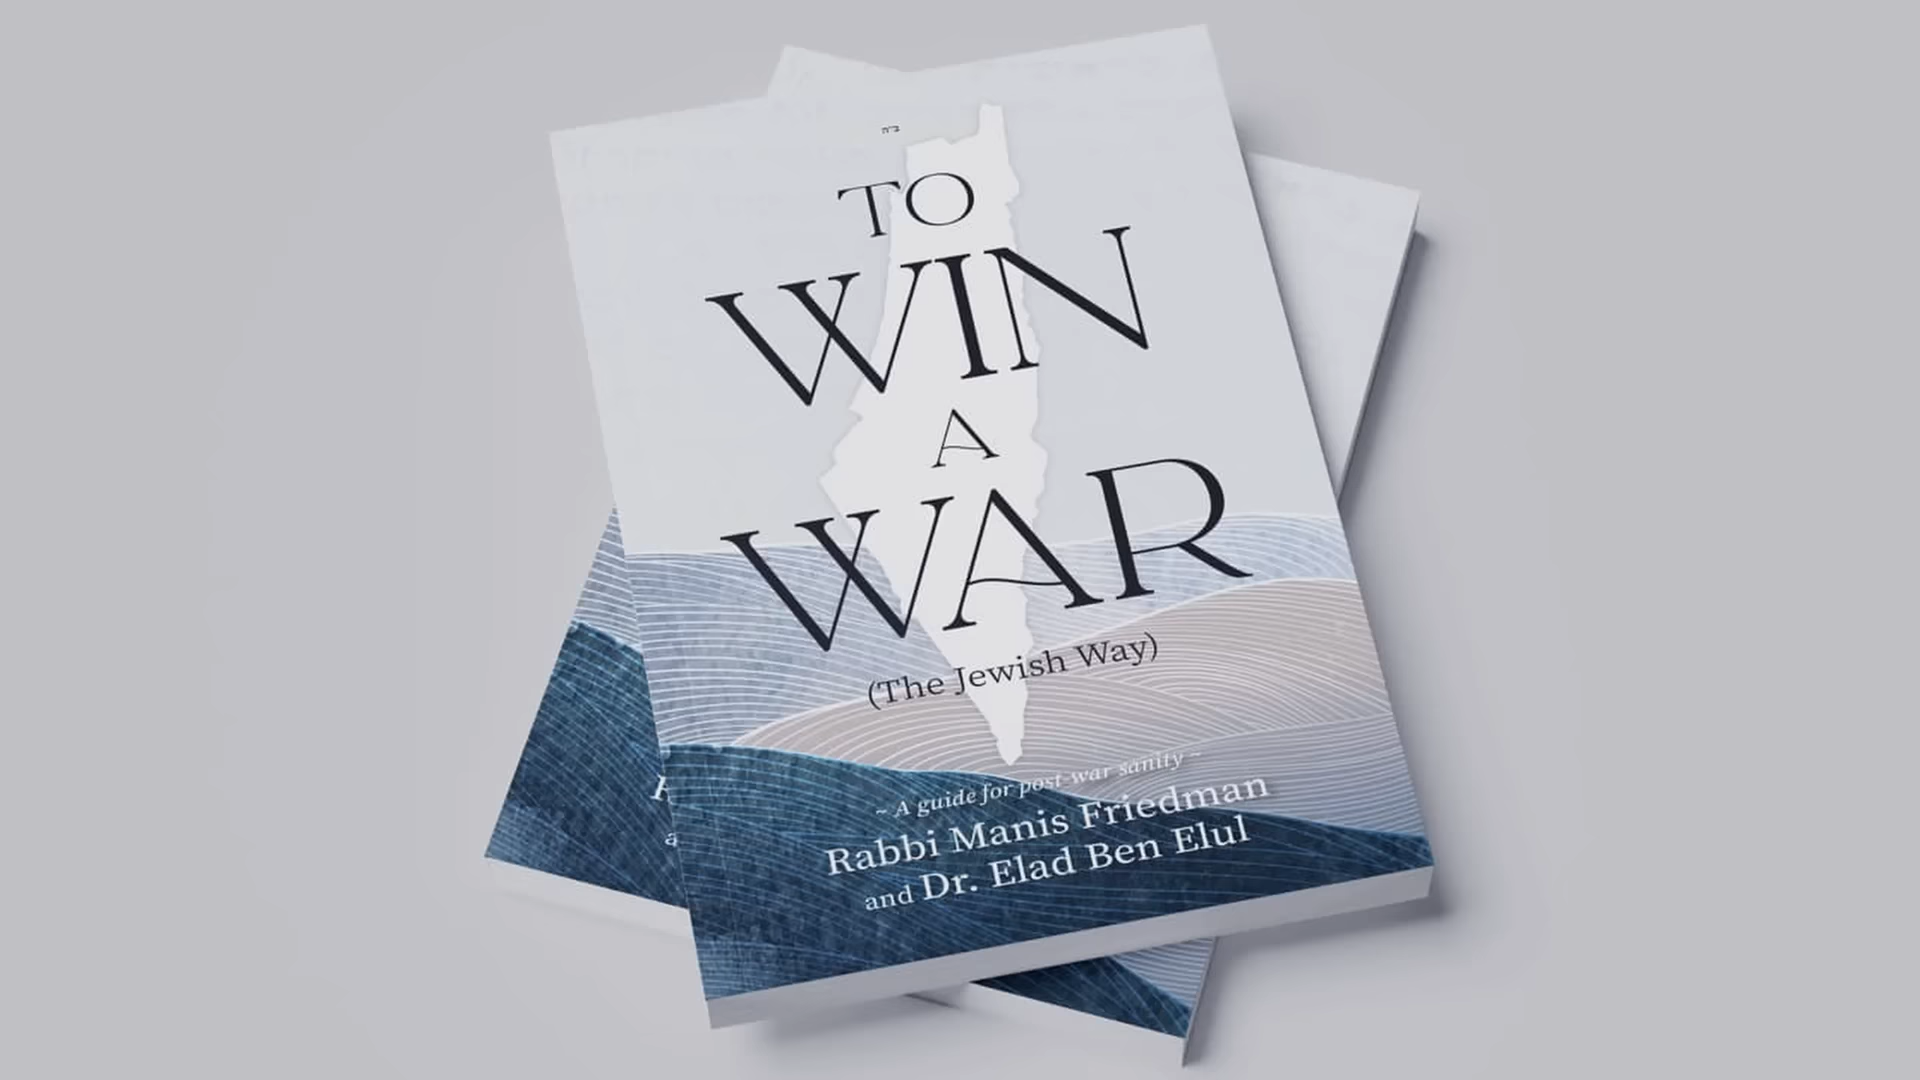 ב״ה
TO
WIN
A
WAR
(The Jewish Way)
~ A guide for post-war sanity ~
Rabbi Manis Friedman
and Dr. Elad Ben Elul